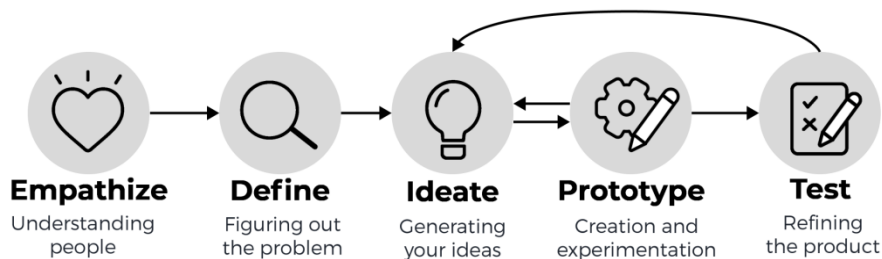 Empathize
Understanding
people
Define
Figuring out
the problem
Ideate
Generating
your ideas
Prototype
Creation and
experimentation
Test
Refining
the product